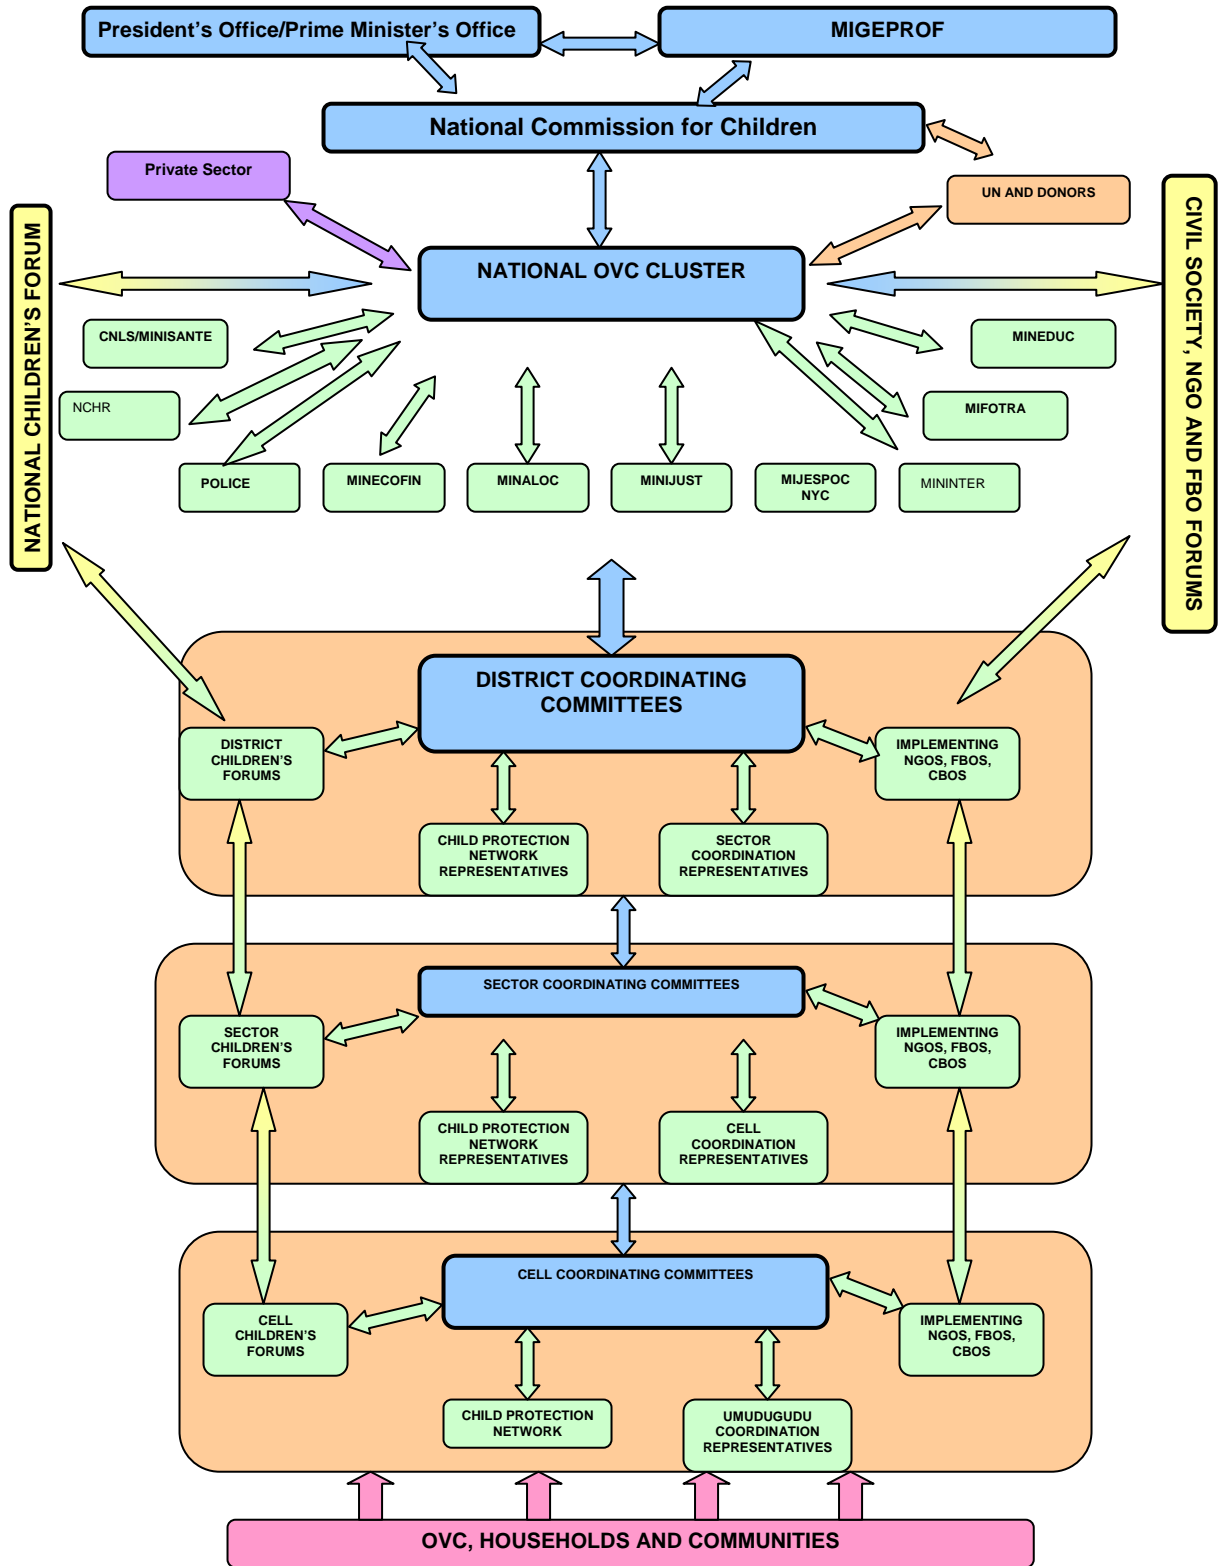 President's Office/Prime Minister's Office
MIGEPROF
National Commission for Children
Private Sector
UN AND DONORS
NATIONAL CHILDREN'S FORUM
CIVIL SOCIETY, NGO AND FBO FORUMS
NATIONAL OVC CLUSTER
CNLS/MINISANTE
MINEDUC
NCHR
MIFOTRA
POLICE
MINECOFIN
MINALOC
MINIJUST
MIJESPOC
NYC
MININTER
DISTRICT COORDINATING
COMMITTEES
DISTRICT
CHILDREN'S
FORUMS
IMPLEMENTING
NGOS, FBOS,
CBOS
CHILD PROTECTION
NETWORK
REPRESENTATIVES
SECTOR
COORDINATION
REPRESENTATIVES
SECTOR COORDINATING COMMITTEES
SECTOR
CHILDREN'S
FORUMS
IMPLEMENTING
NGOS, FBOS,
CBOS
CHILD PROTECTION
NETWORK
REPRESENTATIVES
CELL
COORDINATION
REPRESENTATIVES
CELL COORDINATING COMMITTEES
CELL
CHILDREN'S
FORUMS
IMPLEMENTING
NGOS, FBOS,
CBOS
CHILD PROTECTION
NETWORK
UMUDUGUDU
COORDINATION
REPRESENTATIVES
OVC, HOUSEHOLDS AND COMMUNITIES